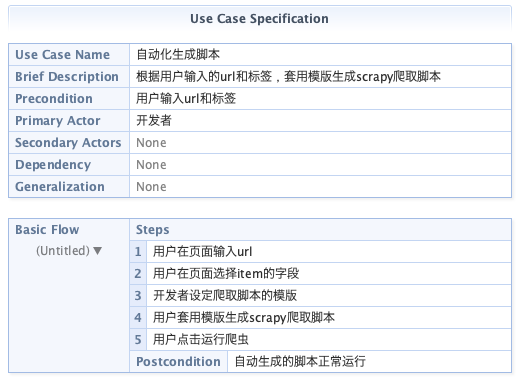 Use Case Specification
Use Case Name 自动化生成脚本
Brief Description 根据用户输入的url和标签，套用模版生成scrapy爬取脚本
Precondition 用户输入url和标签
Primary Actor 开发者
Secondary Actors None
Dependency None
Generalization None
Basic Flow Steps
(Untitled) ▼
1 用户在页面输入url
2 用户在页面选择item的字段
3 开发者设定爬取脚本的模版
4 用户套用模版生成scrapy爬取脚本
5 用户点击运行爬虫
Postcondition 自动生成的脚本正常运行